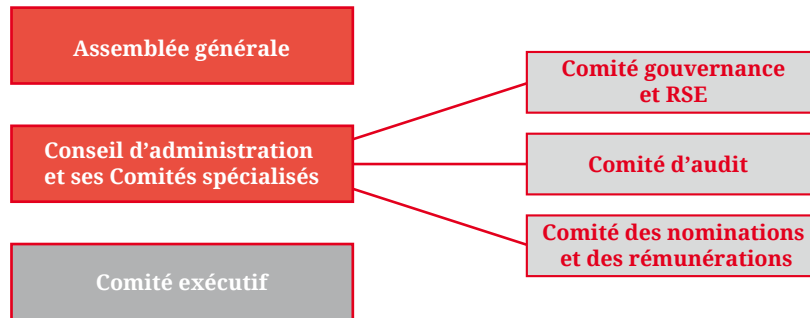 Assemblée générale
Conseil d’administration
et ses Comités spécialisés
Comité exécutif
Comité gouvernance
et RSE
Comité d’audit
Comité des nominations
et des rémunérations